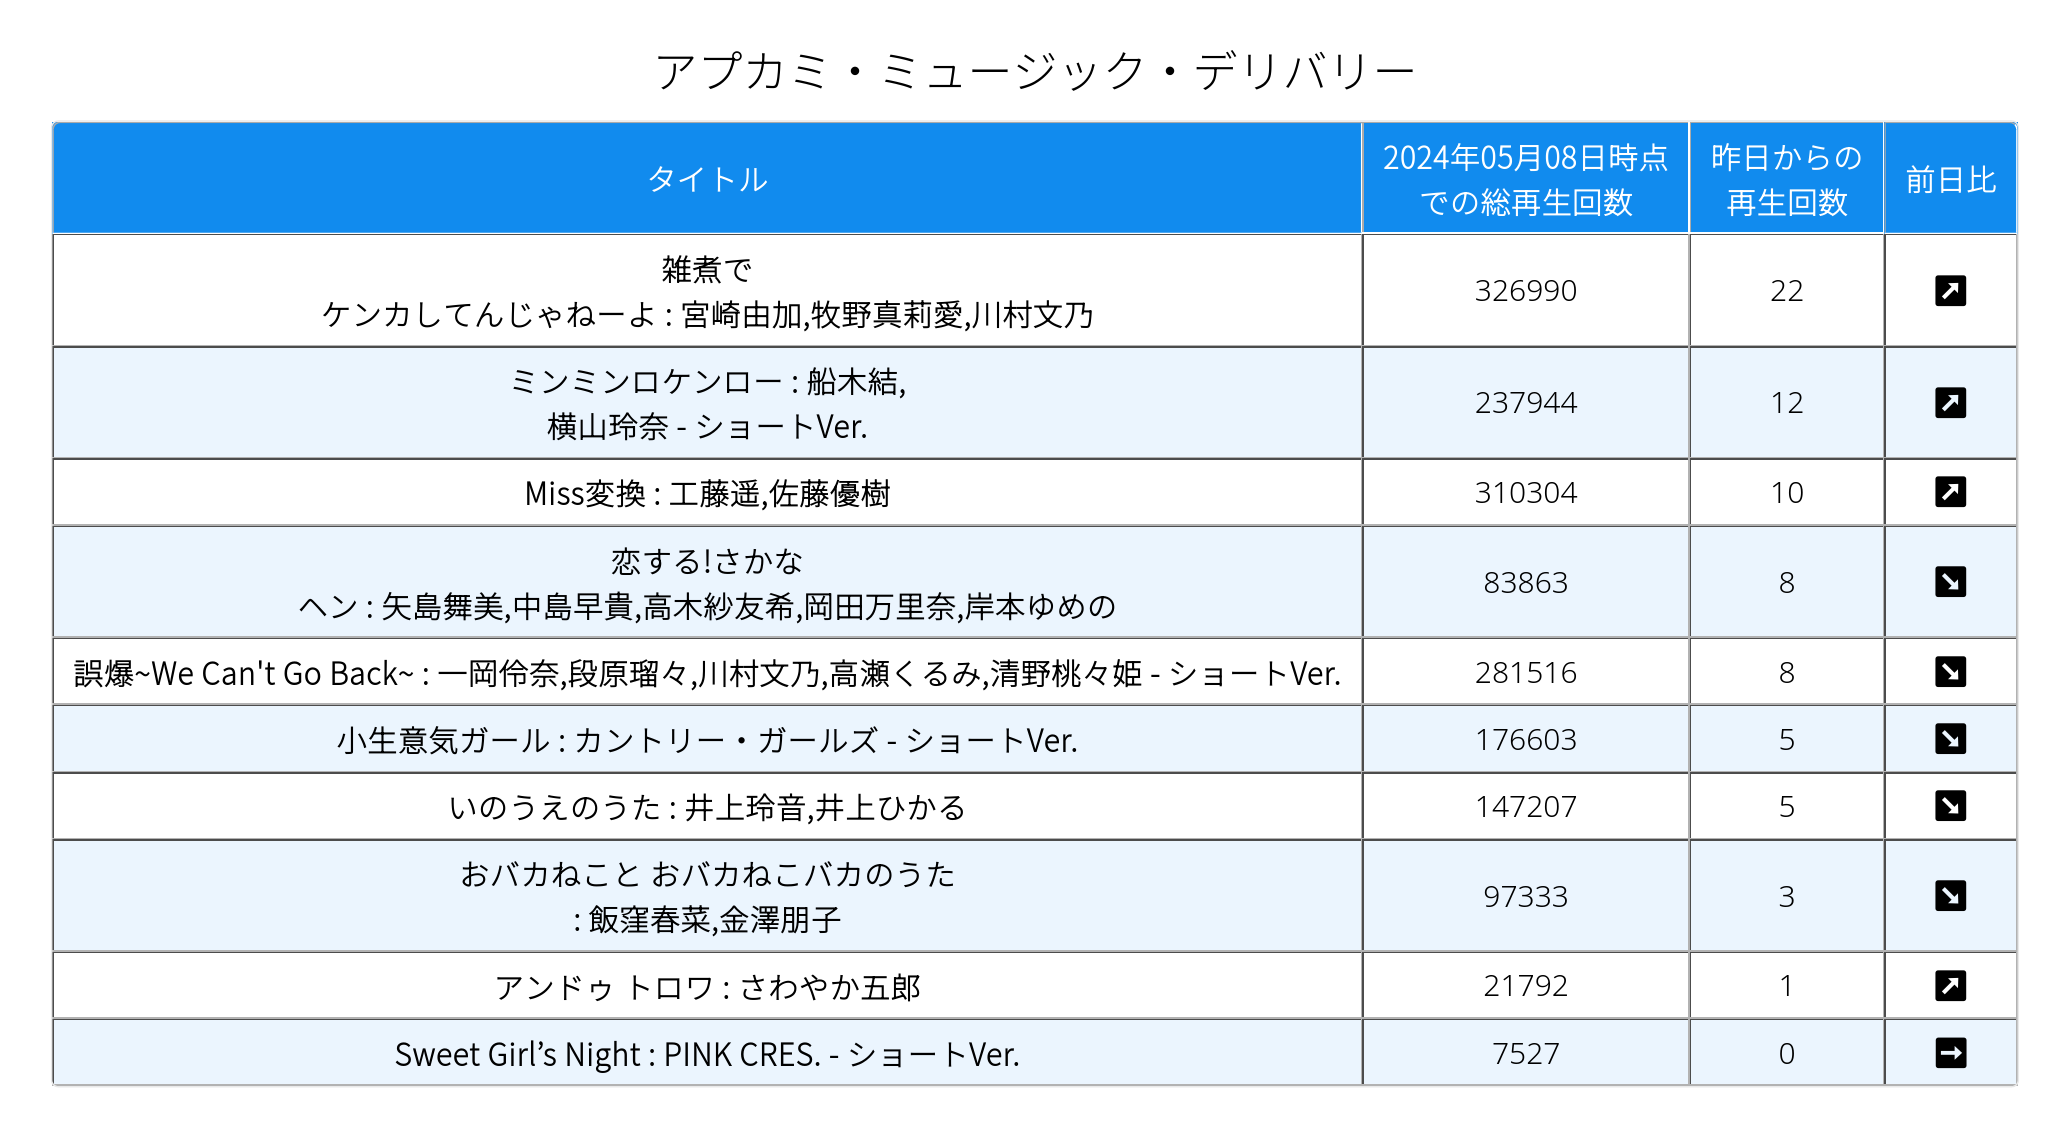 アプカミ・ミュージック・デリバリー
タイトル
2024年05月08日時点
での総再生回数
昨日からの
再生回数
前日比
雑煮で
ケンカしてんじゃねーよ : 宮崎由加,牧野真莉愛,川村文乃
326990
22
ミンミンロケンロー : 船木結,
横山玲奈 - ショートVer.
237944
12
Miss変換 : 工藤遥,佐藤優樹
310304
10
恋する!さかな
ヘン : 矢島舞美,中島早貴,高木紗友希,岡田万里奈,岸本ゆめの
83863
8
誤爆~We Can't Go Back~ : 一岡伶奈,段原瑠々,川村文乃,高瀬くるみ,清野桃々姫 - ショートVer.
281516
8
小生意気ガール : カントリー・ガールズ - ショートVer.
176603
5
いのうえのうた : 井上玲音,井上ひかる
147207
5
おバカねこと おバカねこバカのうた
: 飯窪春菜,金澤朋子
97333
3
アンドゥ トロワ : さわやか五郎
21792
1
Sweet Girl’s Night : PINK CRES. - ショートVer.
7527
0